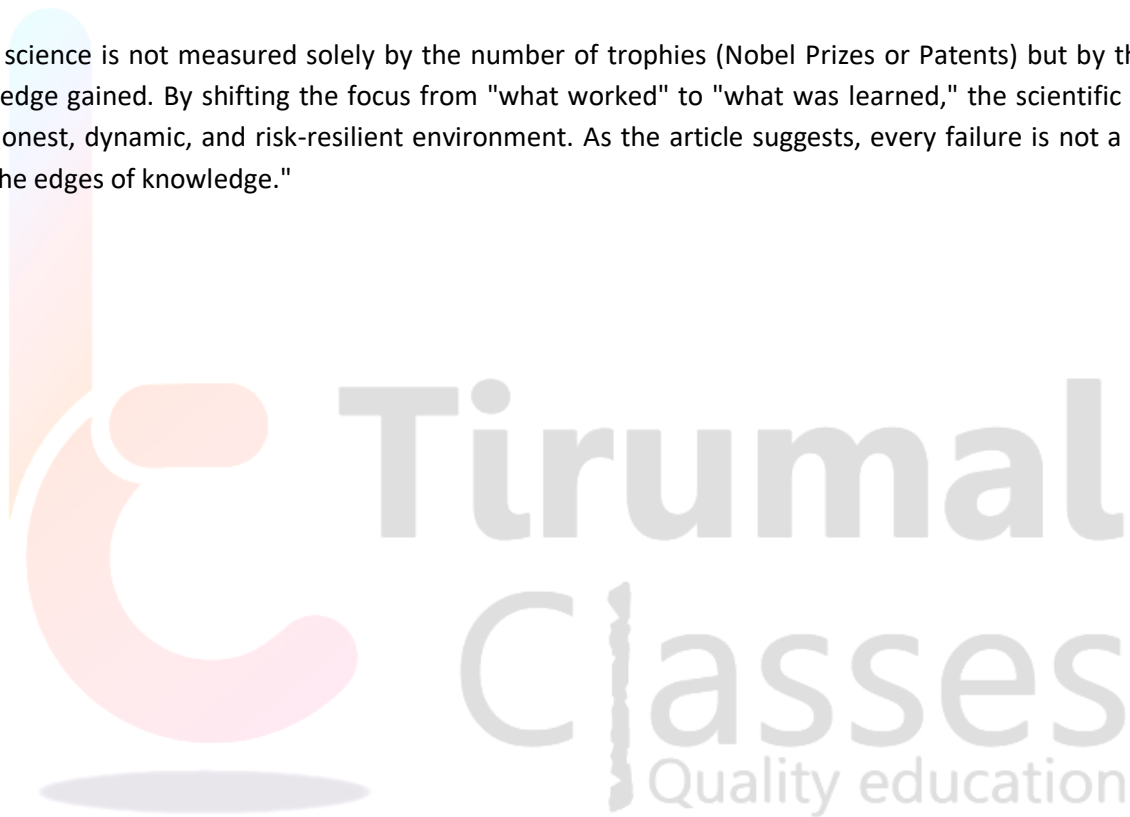 science is not measured solely by the number of trophies (Nobel Prizes or Patents) but by
edge gained. By shifting the focus from "what worked" to "what was learned," the scientific
onest, dynamic, and risk-resilient environment. As the article suggests, every failure is not a
he edges of knowledge."
Tirumal
Classes
Quality education